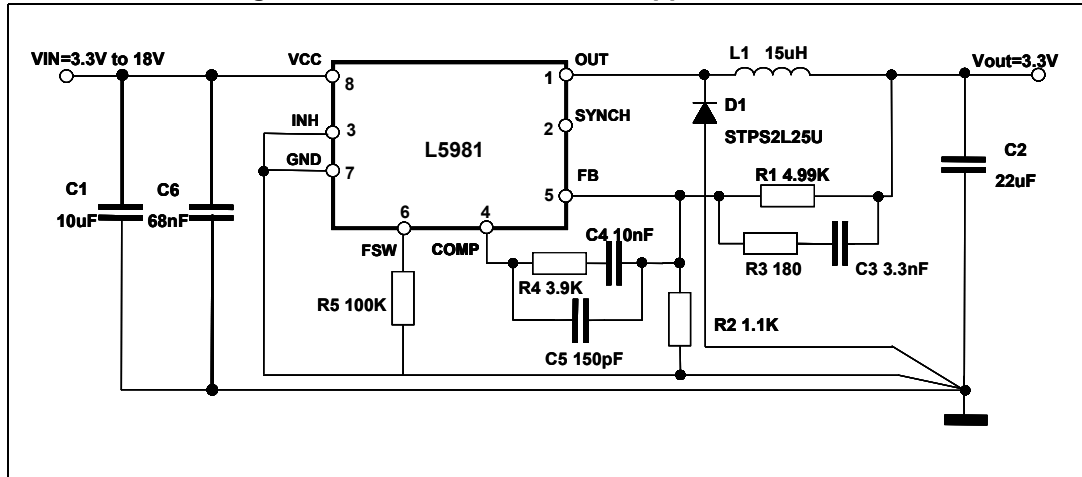 VIN=3.3V to 18V
VCC
8
OUT
1
L1 15uH
Vout=3.3V
INH
3
SYNCH
2
D1
STPS2L25U
GND
7
L5981
FB
5
C1
10uF
C6
68nF
C2
22uF
R1 4.99K
6
FSW
4
COMP
C4 10nF
R3 180
C3 3.3nF
R5 100K
R4 3.9K
R2 1.1K
C5 150pF